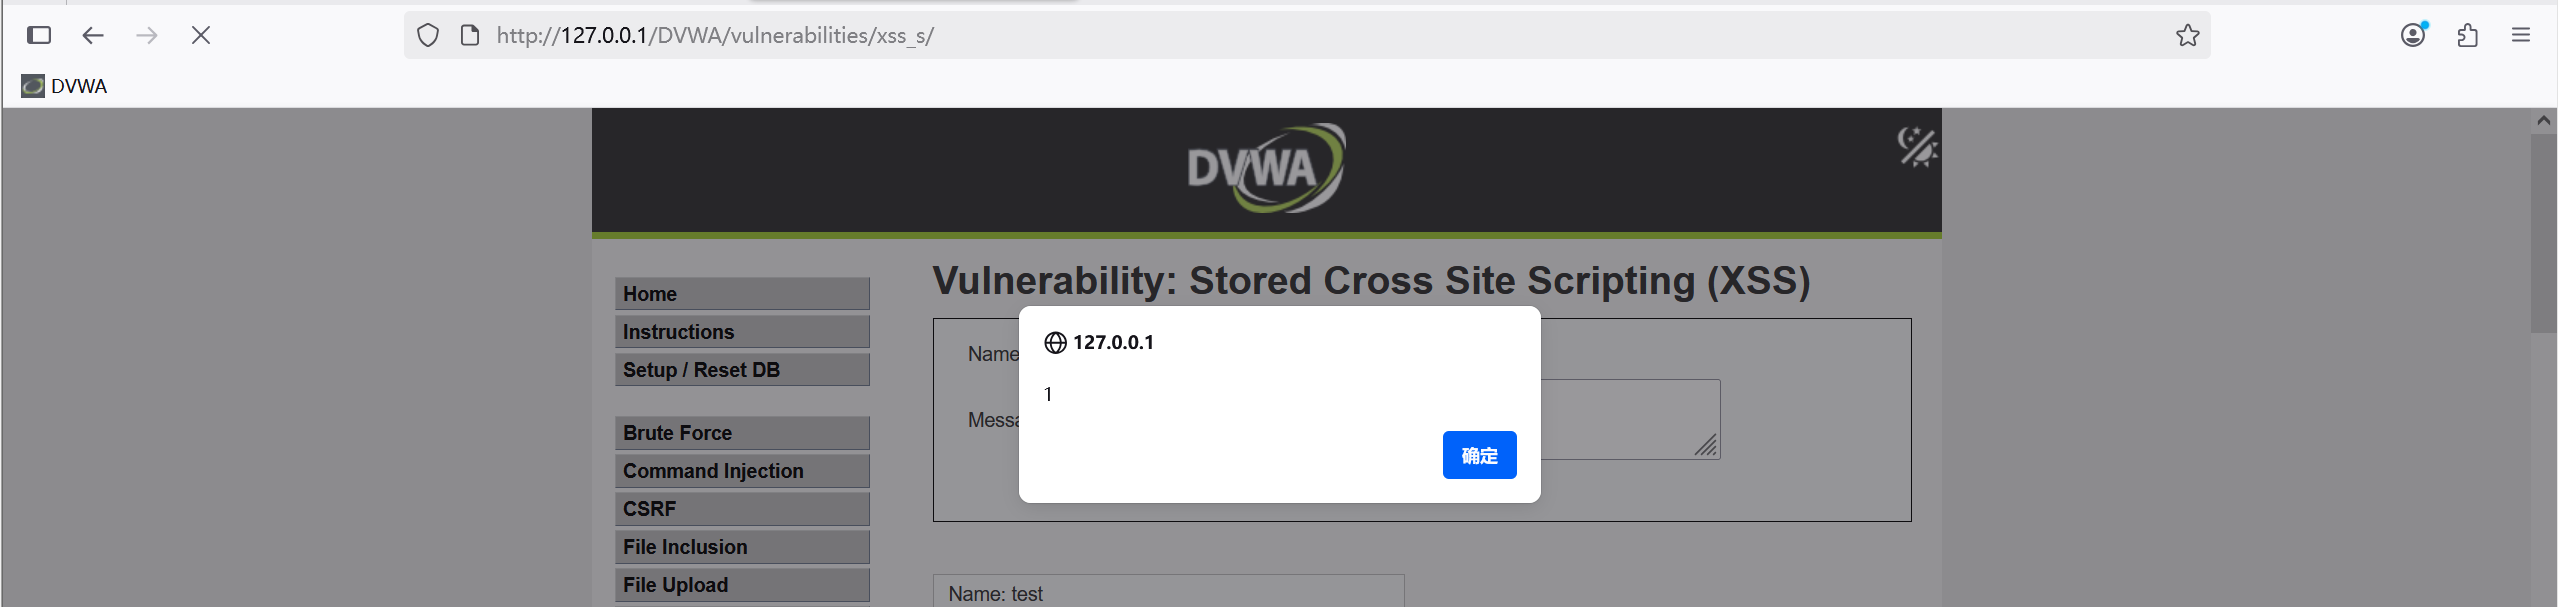 http://127.0.0.1/DVWA/vulnerabilities/xss_s/
DVWA
DVWA
Home
Instructions
Setup / Reset DB
Brute Force
Command Injection
CSRF
File Inclusion
File Upload
Vulnerability: Stored Cross Site Scripting (XSS)
Name
Messa
127.0.0.1
1
确定
Name: test